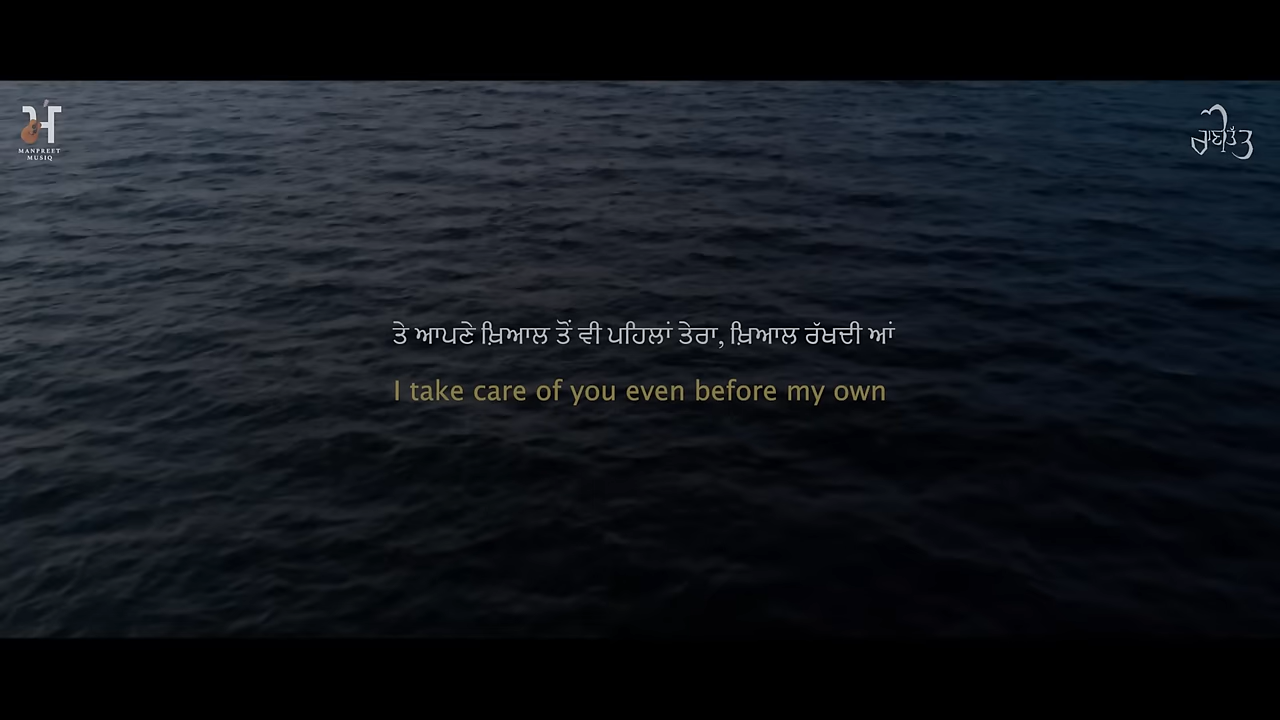 MANPREET
MUSIQ
ਤੇ ਆਪਣੇ ਖ਼ਿਆਲ ਤੋਂ ਵੀ ਪਹਿਲਾਂ ਤੇਰਾ, ਖ਼ਿਆਲ ਰੱਖਦੀ ਆਂ
I take care of you even before my own